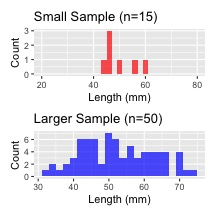 Small Sample (n=15)
3
2
1
0
Count
20
40
60
80
Length (mm)
Larger Sample (n=50)
6
4
2
0
Count
30
40
50
60
70
Length (mm)